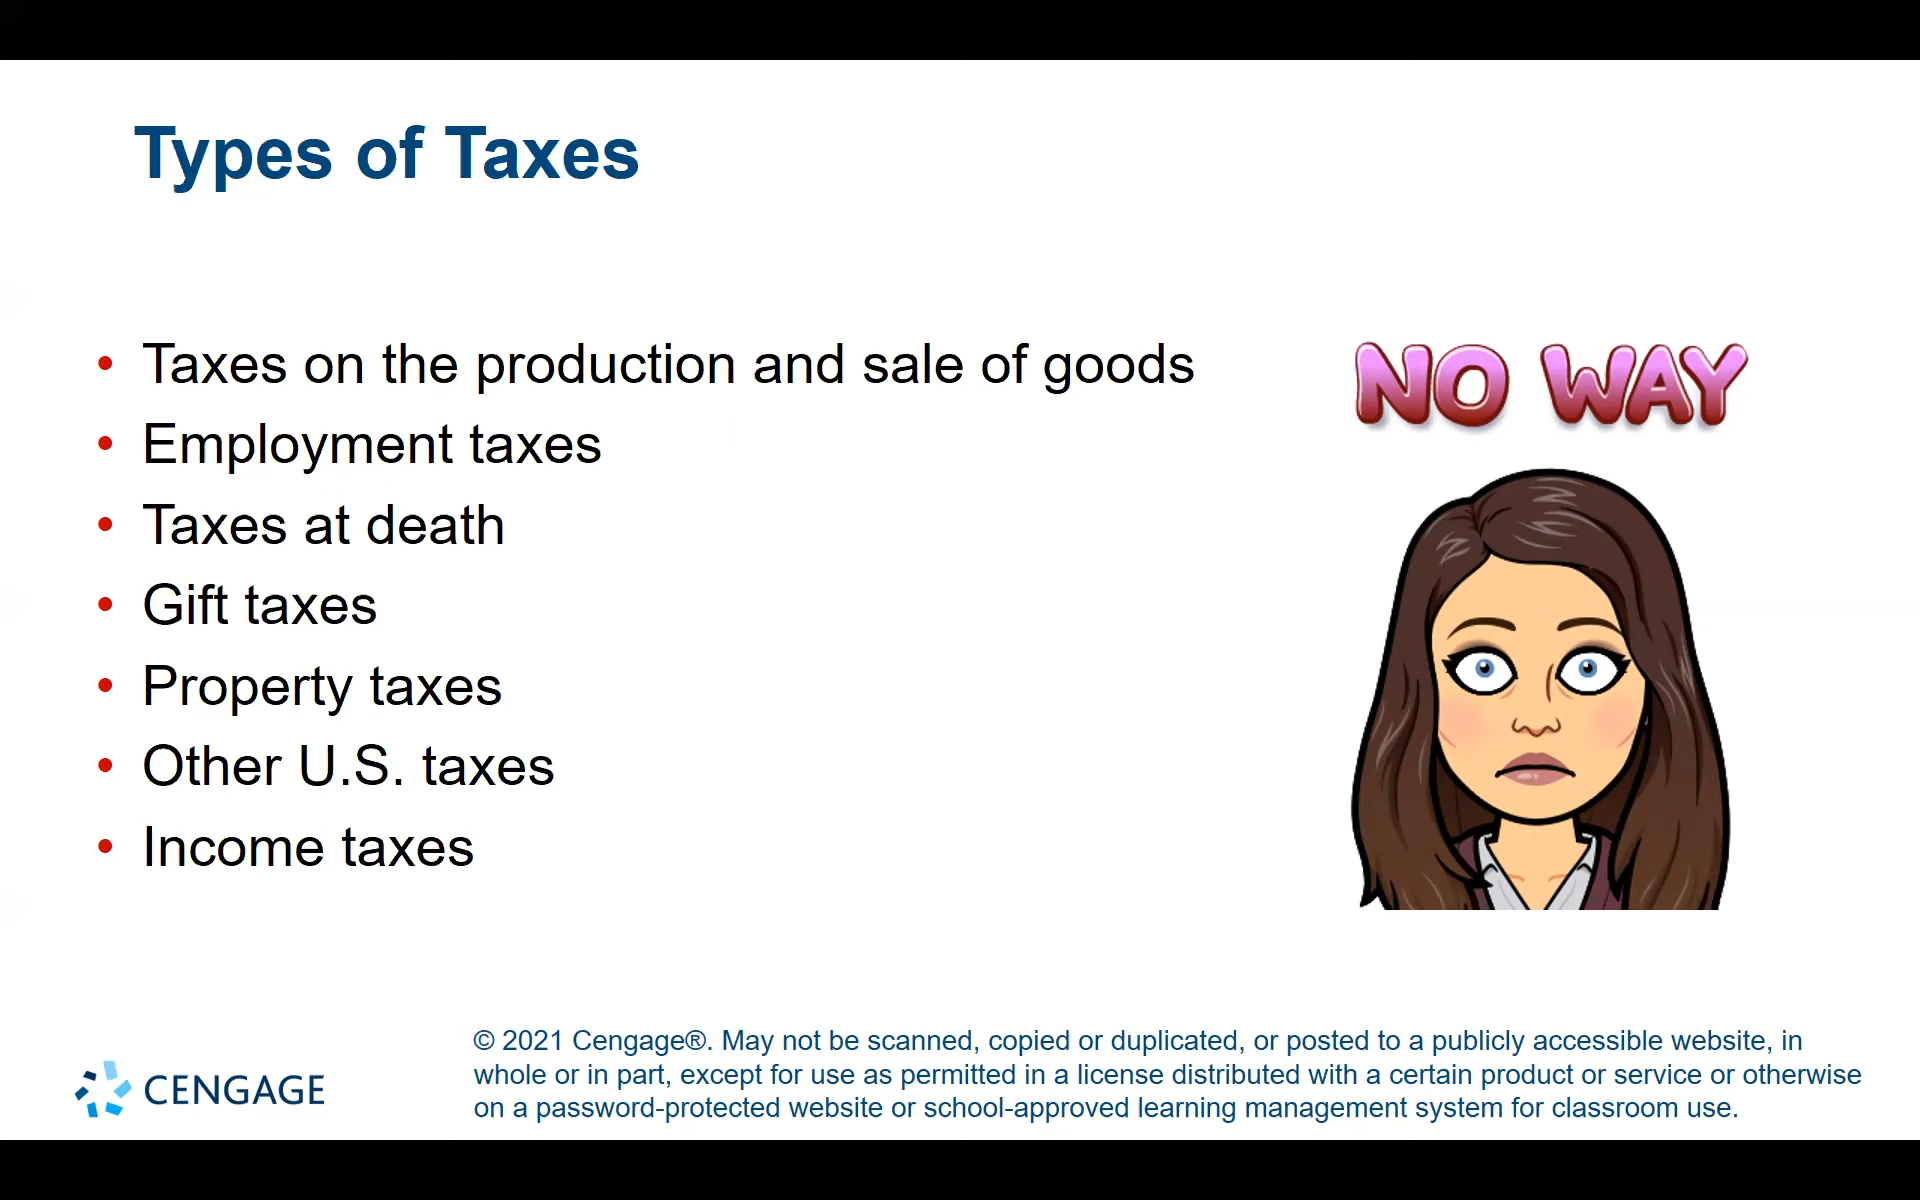 Types of Taxes
• Taxes on the production and sale of goods
• Employment taxes
• Taxes at death
• Gift taxes
• Property taxes
• Other U.S. taxes
• Income taxes
NO WAY
CENGAGE
© 2021 Cengage®. May not be scanned, copied or duplicated, or posted to a publicly accessible website, in
whole or in part, except for use as permitted in a license distributed with a certain product or service or otherwise
on a password-protected website or school-approved learning management system for classroom use.